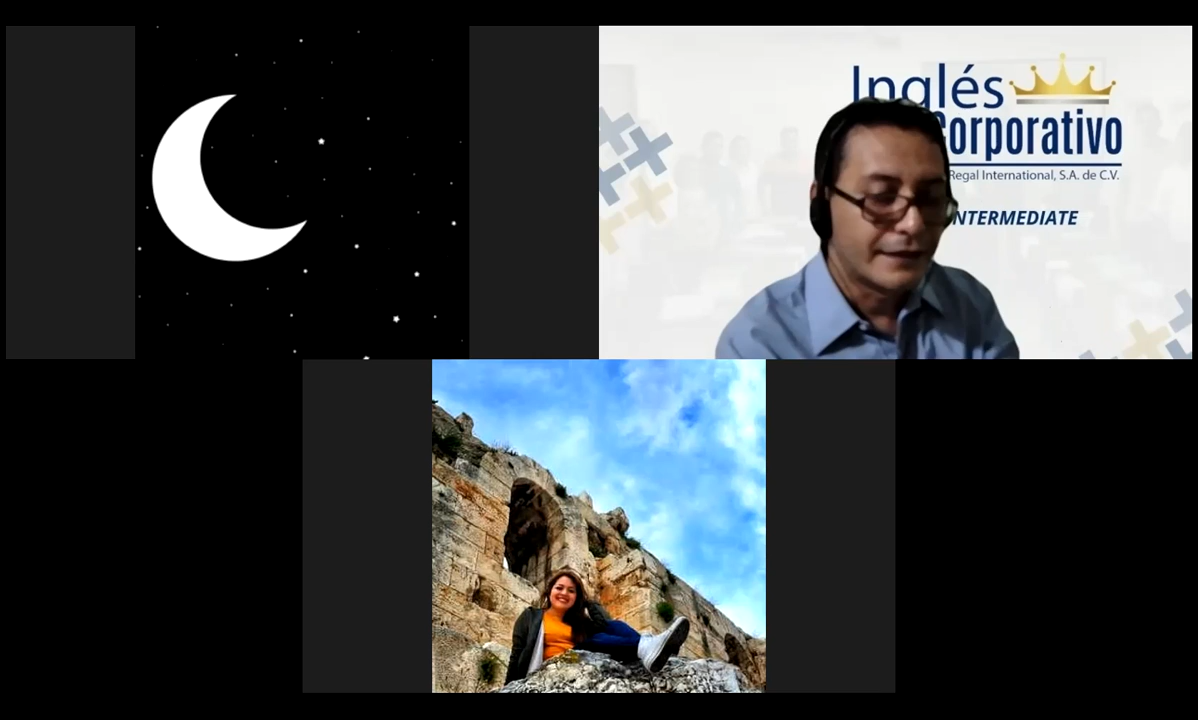 Inglés
Corporativo
Regal International, S.A. de C.V.
INTERMEDIATE